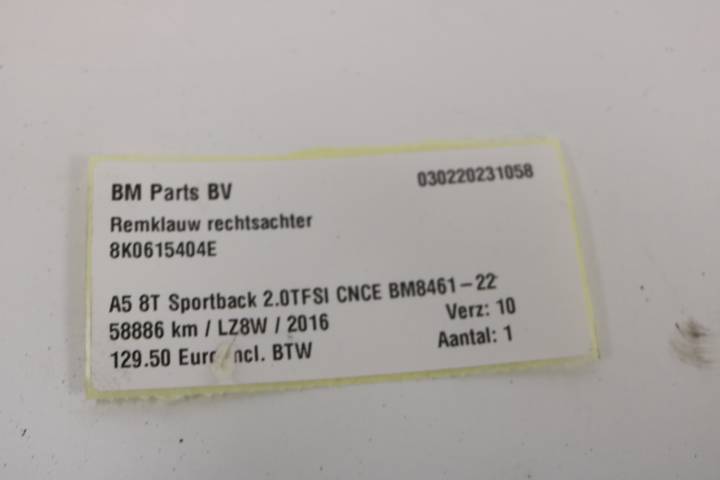 BM Parts BV 030220231058
Remklauw rechtsachter
8K0615404E
A5 8T Sportback 2.0TFSI CNCE BM8461-22
58886 km / LZ8W / 2016 Verz: 10
129.50 Euro incl. BTW Aantal: 1